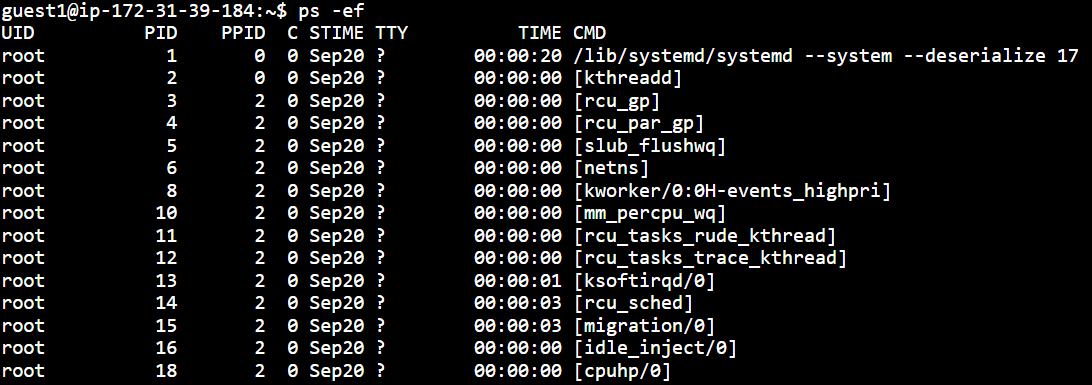 guest1@ip-172-31-39-184:~$ ps -ef
UID          PID    PPID  C STIME TTY          TIME CMD
root           1       0  0 Sep20 ?        00:00:20 /lib/systemd/systemd --system --deserialize 17
root           2       0  0 Sep20 ?        00:00:00 [kthreadd]
root           3       2  0 Sep20 ?        00:00:00 [rcu_gp]
root           4       2  0 Sep20 ?        00:00:00 [rcu_par_gp]
root           5       2  0 Sep20 ?        00:00:00 [slub_flushwq]
root           6       2  0 Sep20 ?        00:00:00 [netns]
root           8       2  0 Sep20 ?        00:00:00 [kworker/0:0H-events_highpri]
root          10       2  0 Sep20 ?        00:00:00 [mm_percpu_wq]
root          11       2  0 Sep20 ?        00:00:00 [rcu_tasks_rude_kthread]
root          12       2  0 Sep20 ?        00:00:00 [rcu_tasks_trace_kthread]
root          13       2  0 Sep20 ?        00:00:01 [ksoftirqd/0]
root          14       2  0 Sep20 ?        00:00:03 [rcu_sched]
root          15       2  0 Sep20 ?        00:00:03 [migration/0]
root          16       2  0 Sep20 ?        00:00:00 [idle_inject/0]
root          18       2  0 Sep20 ?        00:00:00 [cpuhp/0]